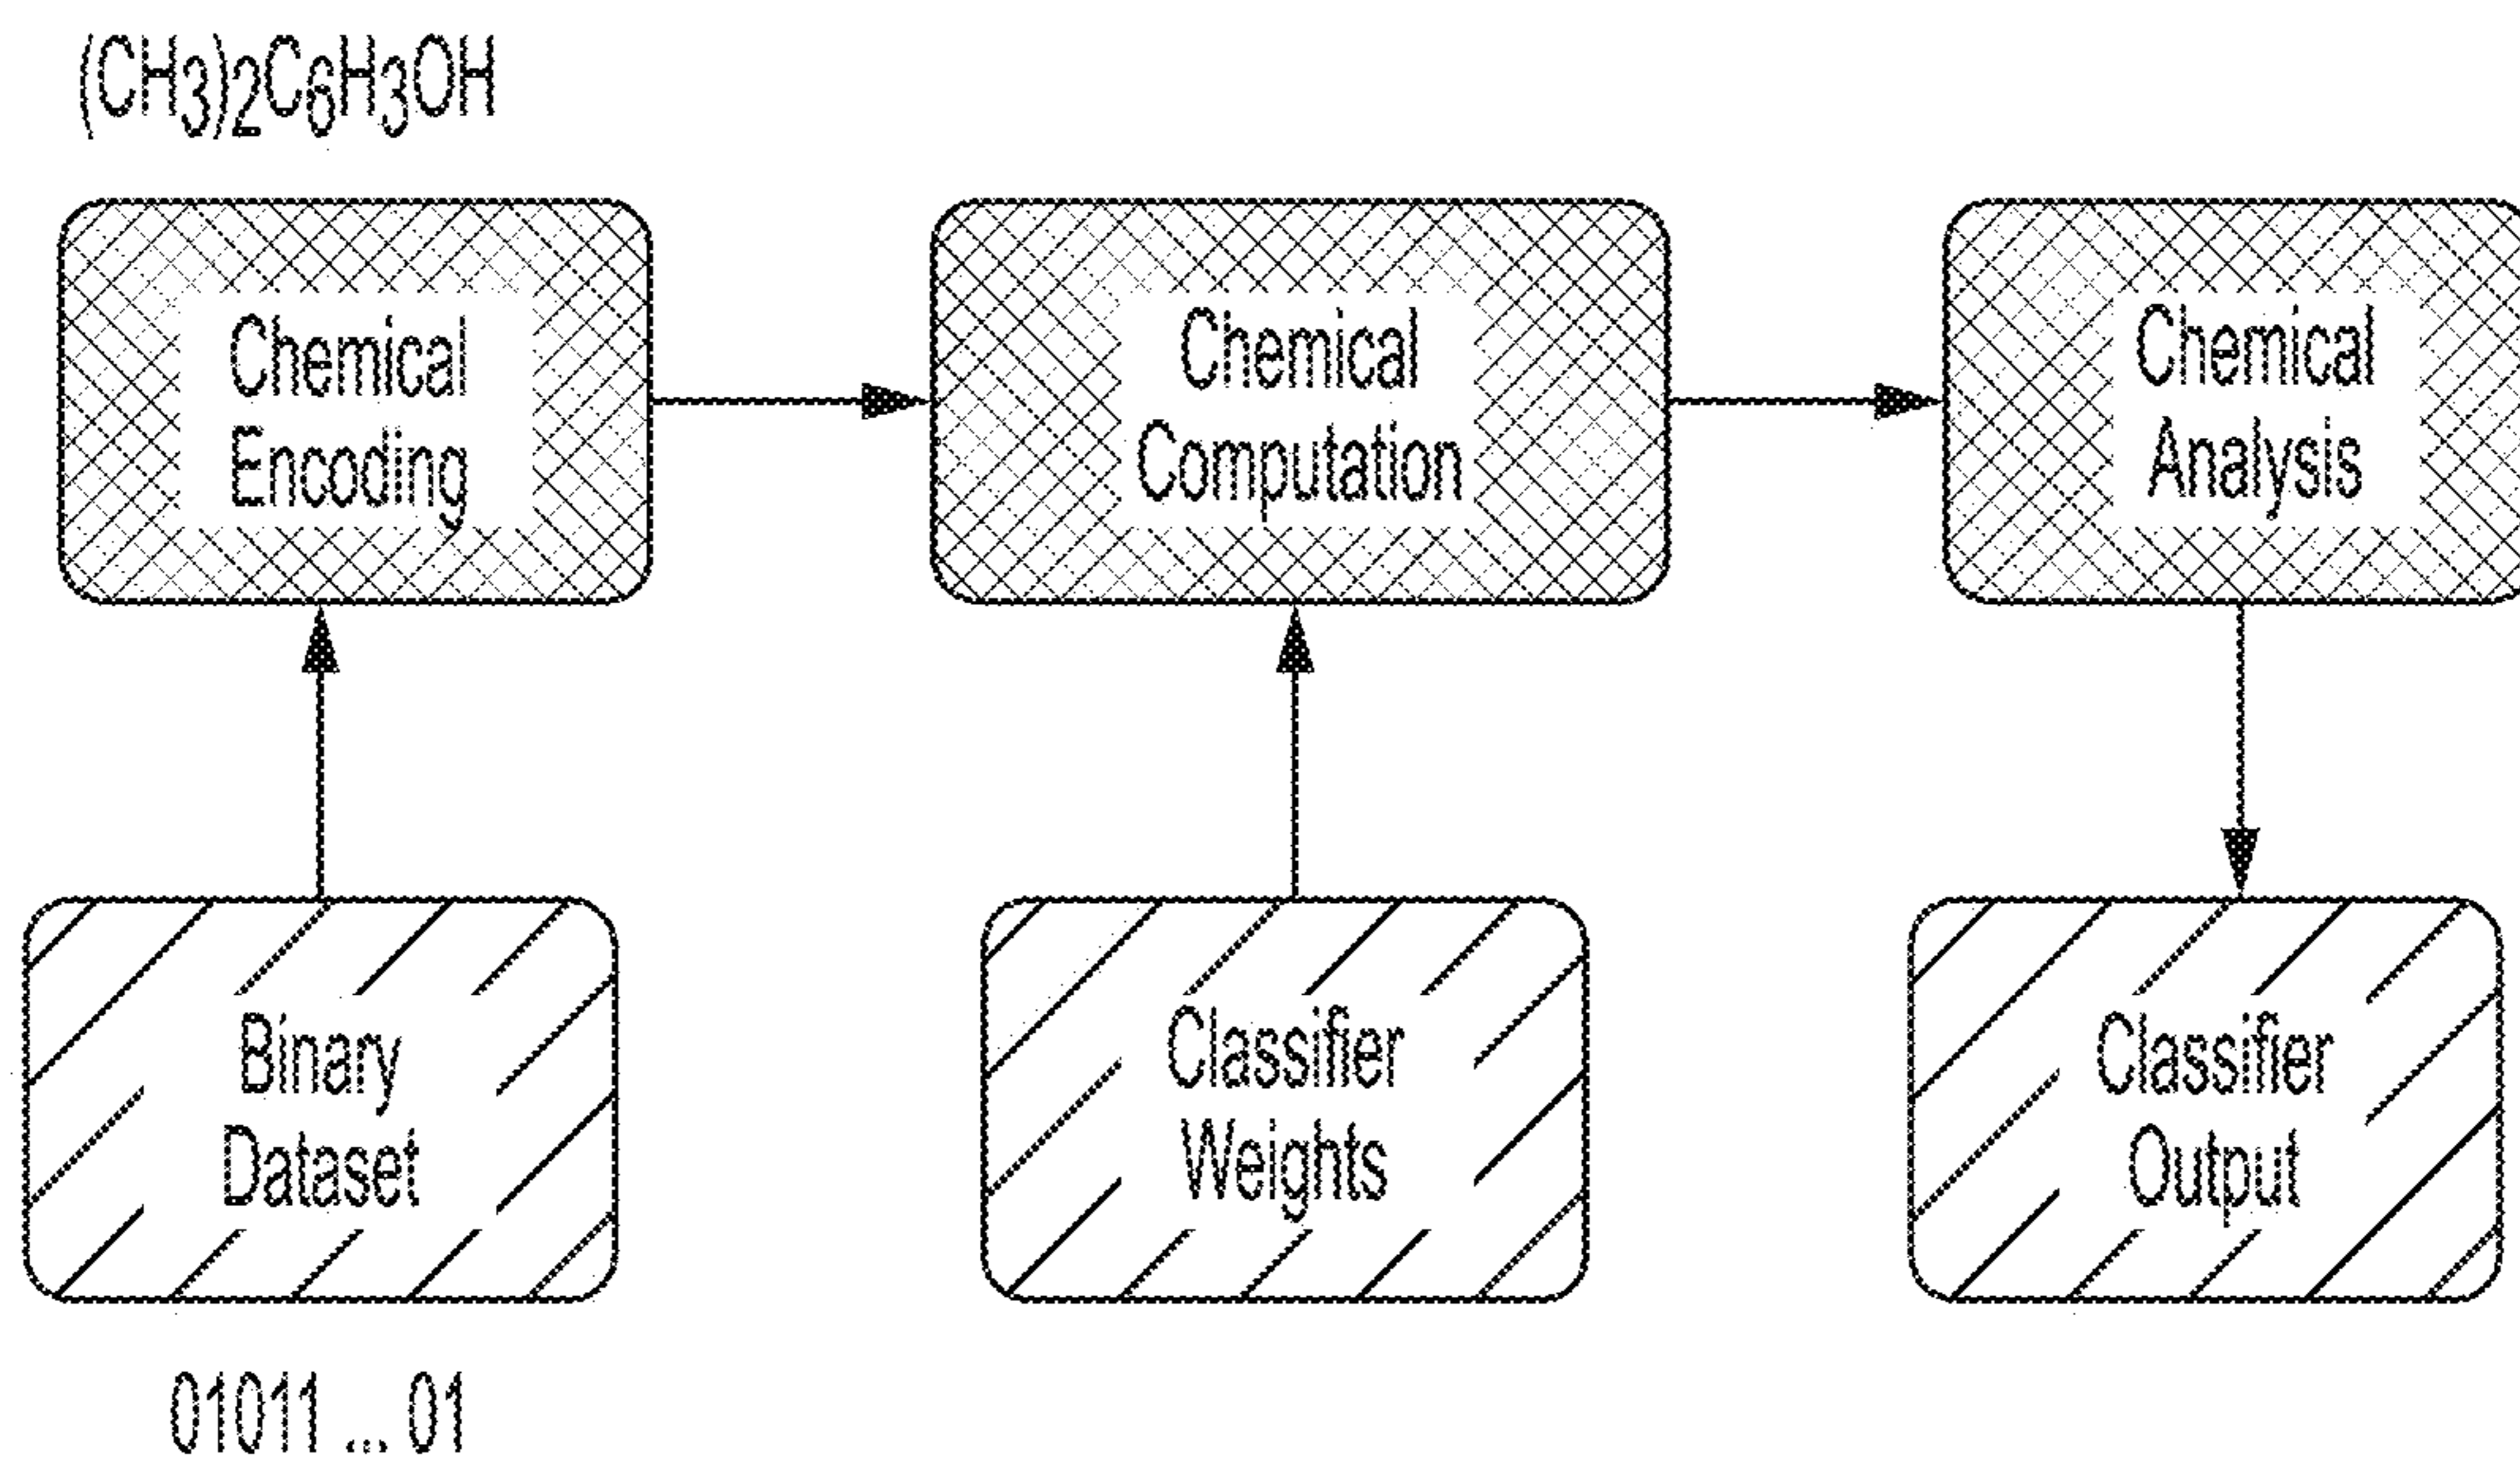 (CH3)2C6H3OH
Chemical
Encoding
Chemical
Computation
Chemical
Analysis
Binary
Dataset
Classifier
Weights
Classifier
Output
01011 ... 01